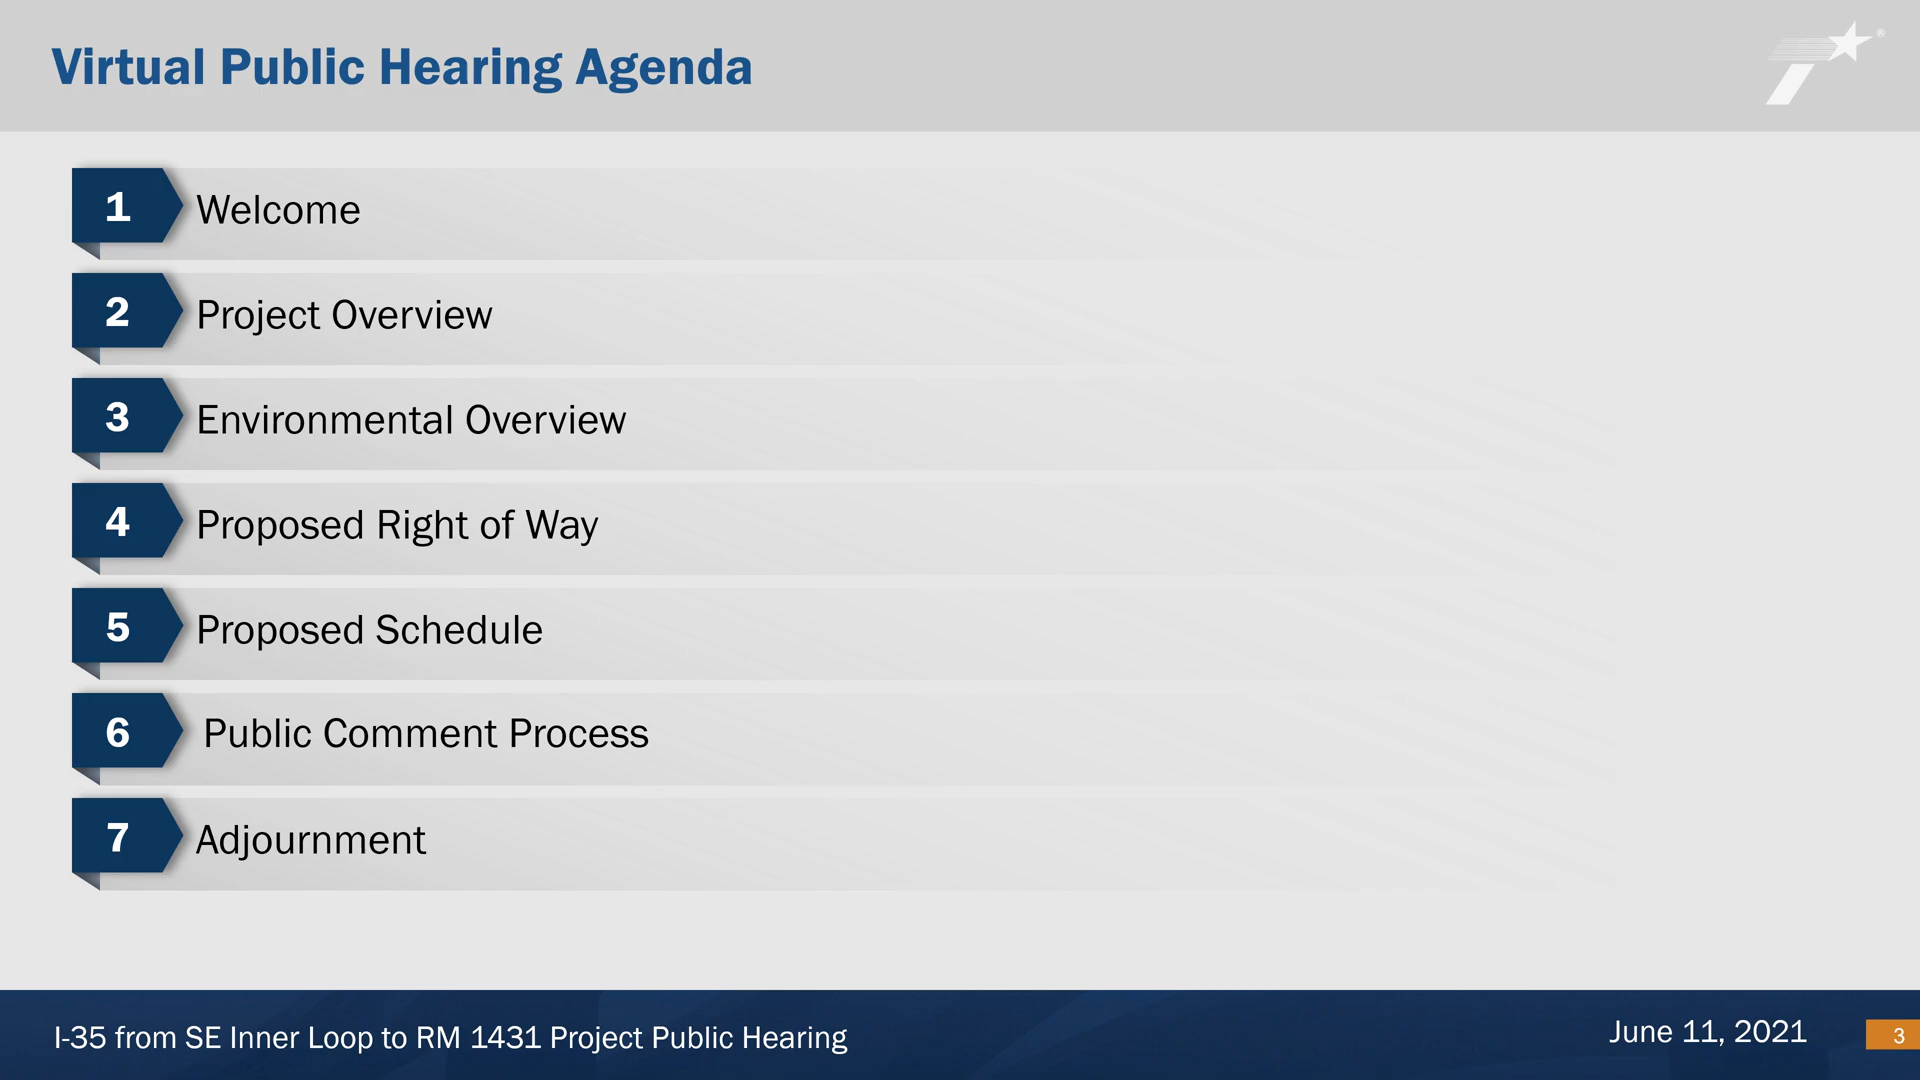 Virtual Public Hearing Agenda
®
1 Welcome
2 Project Overview
3 Environmental Overview
4 Proposed Right of Way
5 Proposed Schedule
6 Public Comment Process
7 Adjournment
I-35 from SE Inner Loop to RM 1431 Project Public Hearing
June 11, 2021
3